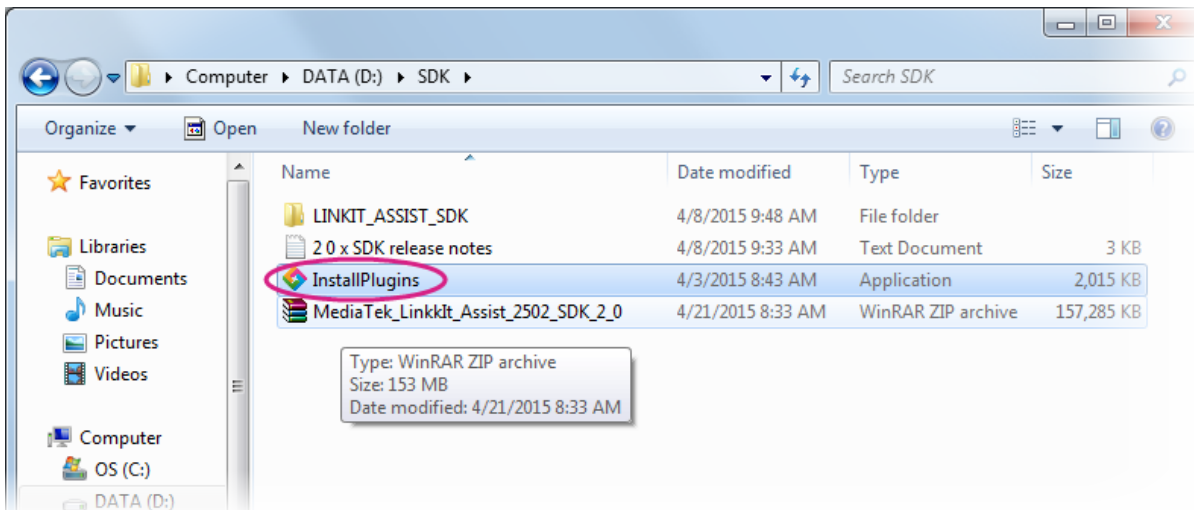 Computer DATA (D:) SDK Search SDK
Organize Open New folder
Favorites
Libraries
Documents
Music
Pictures
Videos
Computer
OS (C:)
DATA (D:)
Name Date modified Type Size
LINKIT_ASSIST_SDK 4/8/2015 9:48 AM File folder
2 0 x SDK release notes 4/8/2015 9:33 AM Text Document 3 KB
InstallPlugins 4/3/2015 8:43 AM Application 2,015 KB
MediaTek_LinkkIt_Assist_2502_SDK_2_0 4/21/2015 8:33 AM WinRAR ZIP archive 157,285 KB
Type: WinRAR ZIP archive
Size: 153 MB
Date modified: 4/21/2015 8:33 AM